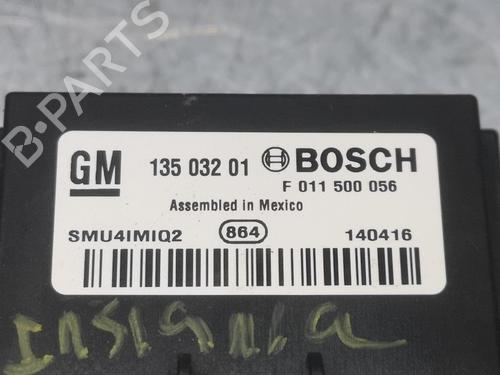 B-PARTS
GM 135 032 01 BOSCH
F 011 500 056
Assembled in Mexico
SMU4IMIQ2 864 140416
INSIGNIA